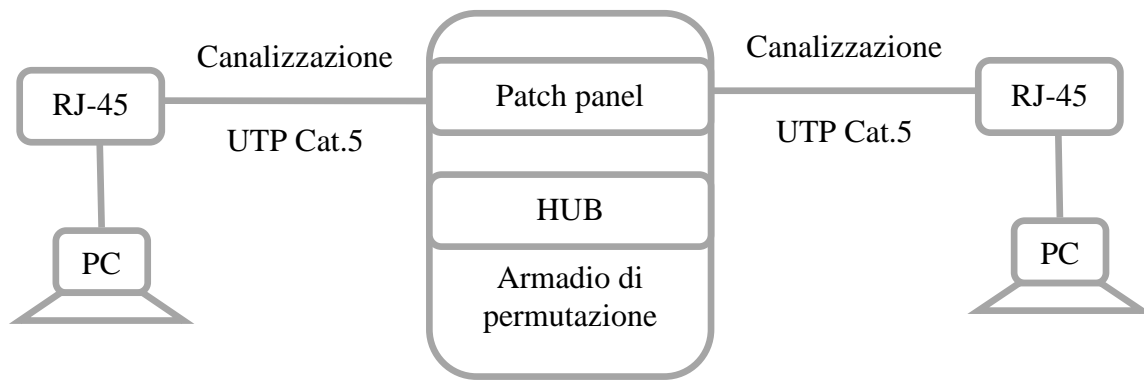 Canalizzazione
RJ-45
UTP Cat.5
PC
Patch panel
HUB
Armadio di
permutazione
Canalizzazione
RJ-45
UTP Cat.5
PC